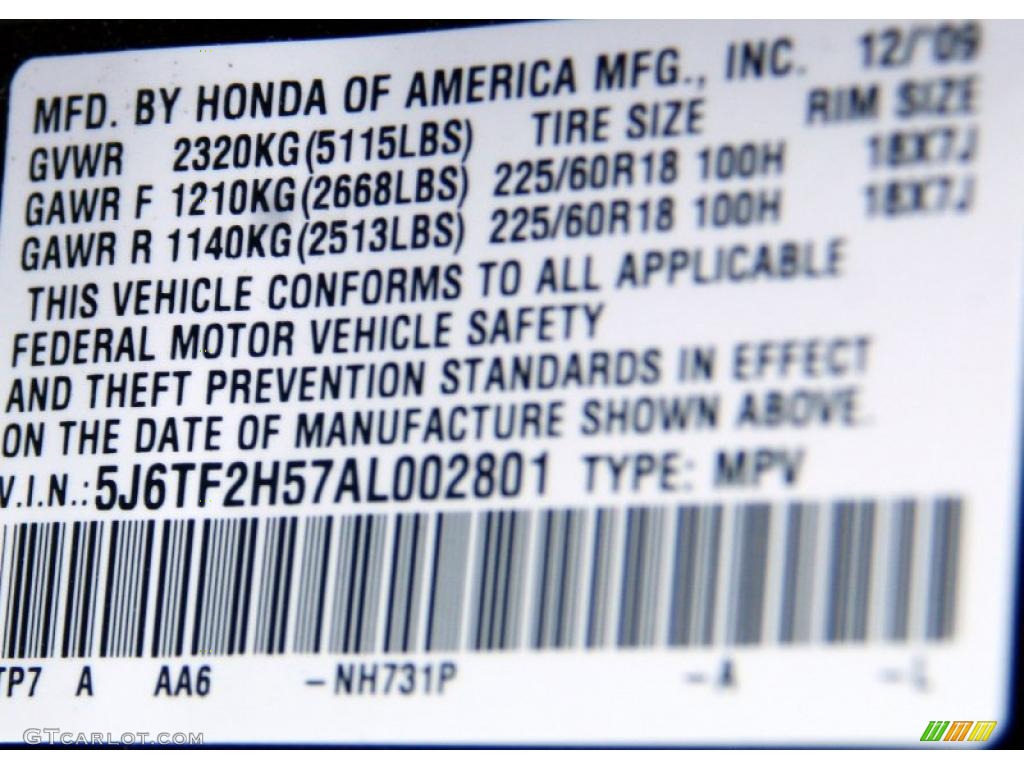 MFD. BY HONDA OF AMERICA MFG., INC. 12/'09
GVWR 2320KG(5115LBS) TIRE SIZE RIM SIZE
GAWR F 1210KG(2668LBS) 225/60R18 100H 18X7J
GAWR R 1140KG(2513LBS) 225/60R18 100H 18X7J
THIS VEHICLE CONFORMS TO ALL APPLICABLE
FEDERAL MOTOR VEHICLE SAFETY
AND THEFT PREVENTION STANDARDS IN EFFECT
ON THE DATE OF MANUFACTURE SHOWN ABOVE.
V.I.N.: 5J6TF2H57AL002801 TYPE: MPV
TP7 A AA6 -NH731P -A -L
GTcarlot.com